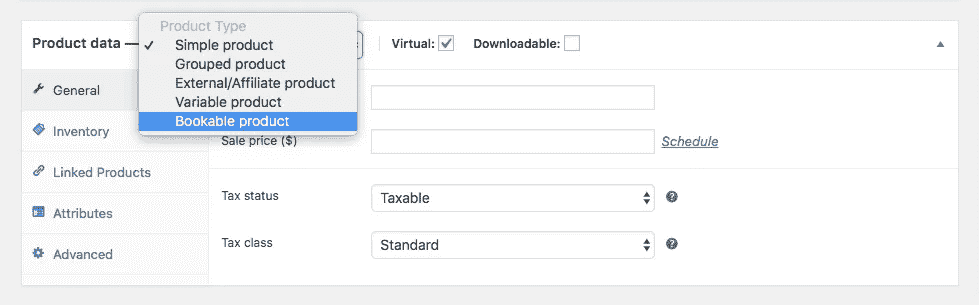 Product Type
Product data — ✓ Simple product Virtual: Downloadable:
Grouped product
External/Affiliate product
Variable product
Bookable product
General
Inventory
Sale price ($) Schedule
Linked Products
Tax status Taxable
Attributes
Tax class Standard
Advanced